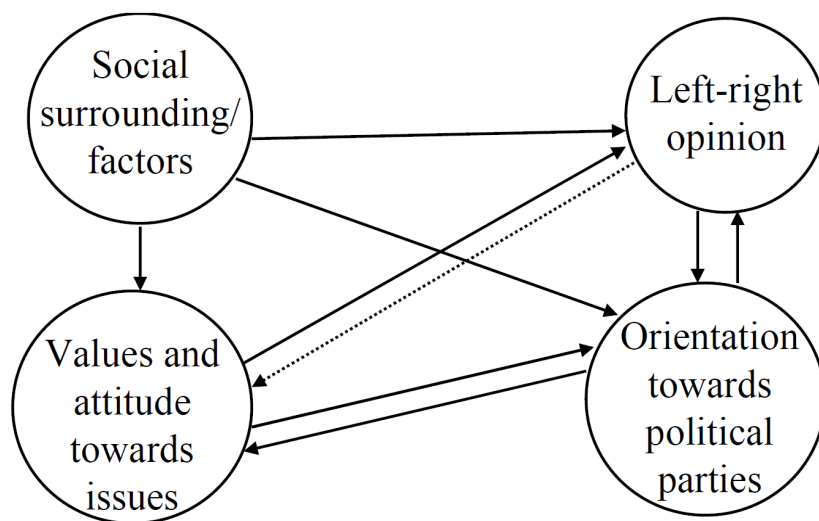 Social
surrounding/
factors
Left-right
opinion
Values and
attitude
towards
issues
Orientation
towards
political
parties